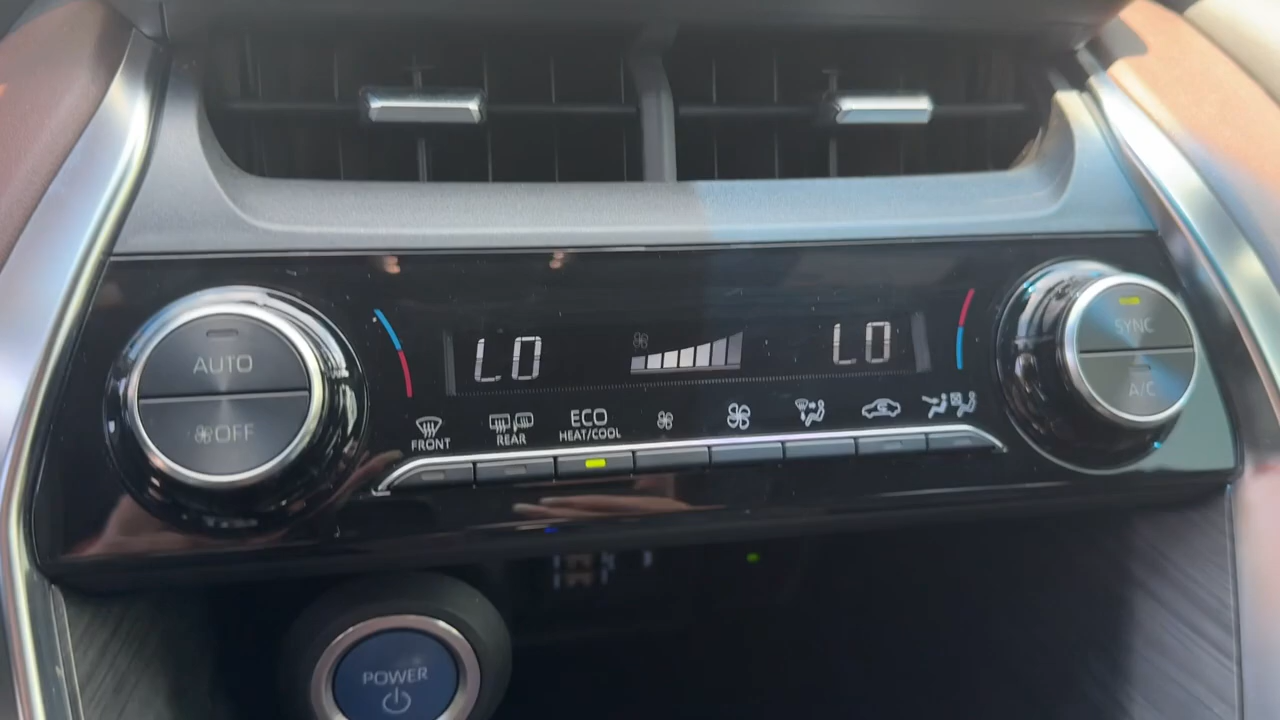 AUTO
OFF
LO
LO
FRONT
REAR
ECO
HEAT/COOL
SYNC
A/C
POWER